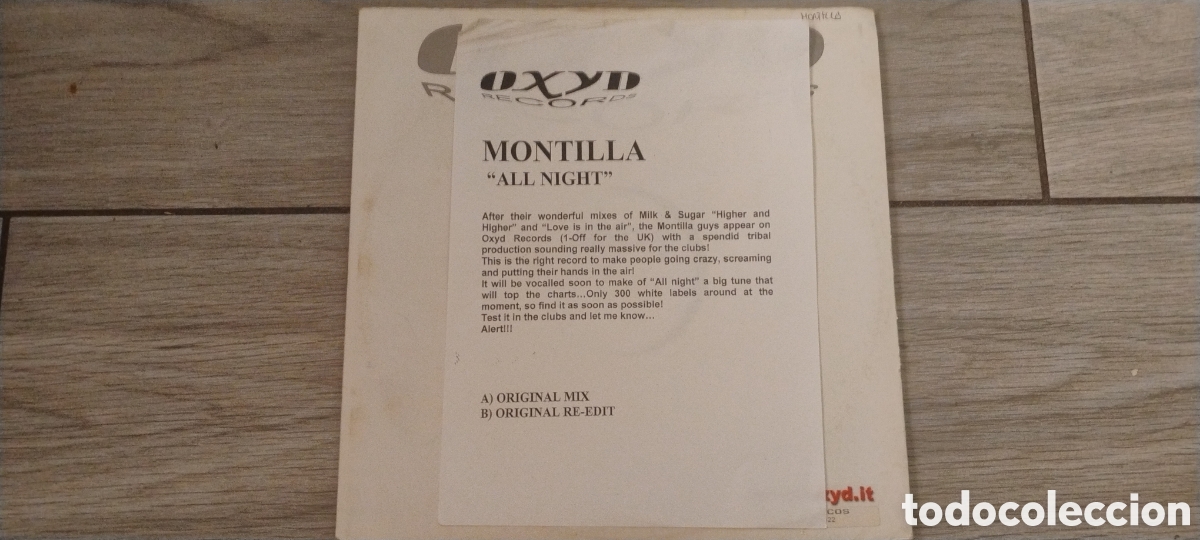 MONTILLA
OXYD
RECORDS
MONTILLA
“ALL NIGHT”
After their wonderful mixes of Milk & Sugar "Higher and
Higher" and "Love is in the air", the Montilla guys appear on
Oxyd Records (1-Off for the UK) with a spendid tribal
production sounding really massive for the clubs!
This is the right record to make people going crazy, screaming
and putting their hands in the air!
It will be vocalled soon to make of "All night" a big tune that
will top the charts...Only 300 white labels around at the
moment, so find it as soon as possible!
Test it in the clubs and let me know...
Alert!!!
3
A) ORIGINAL MIX
B) ORIGINAL RE-EDIT
xyd.it
COS
22
todocoleccion